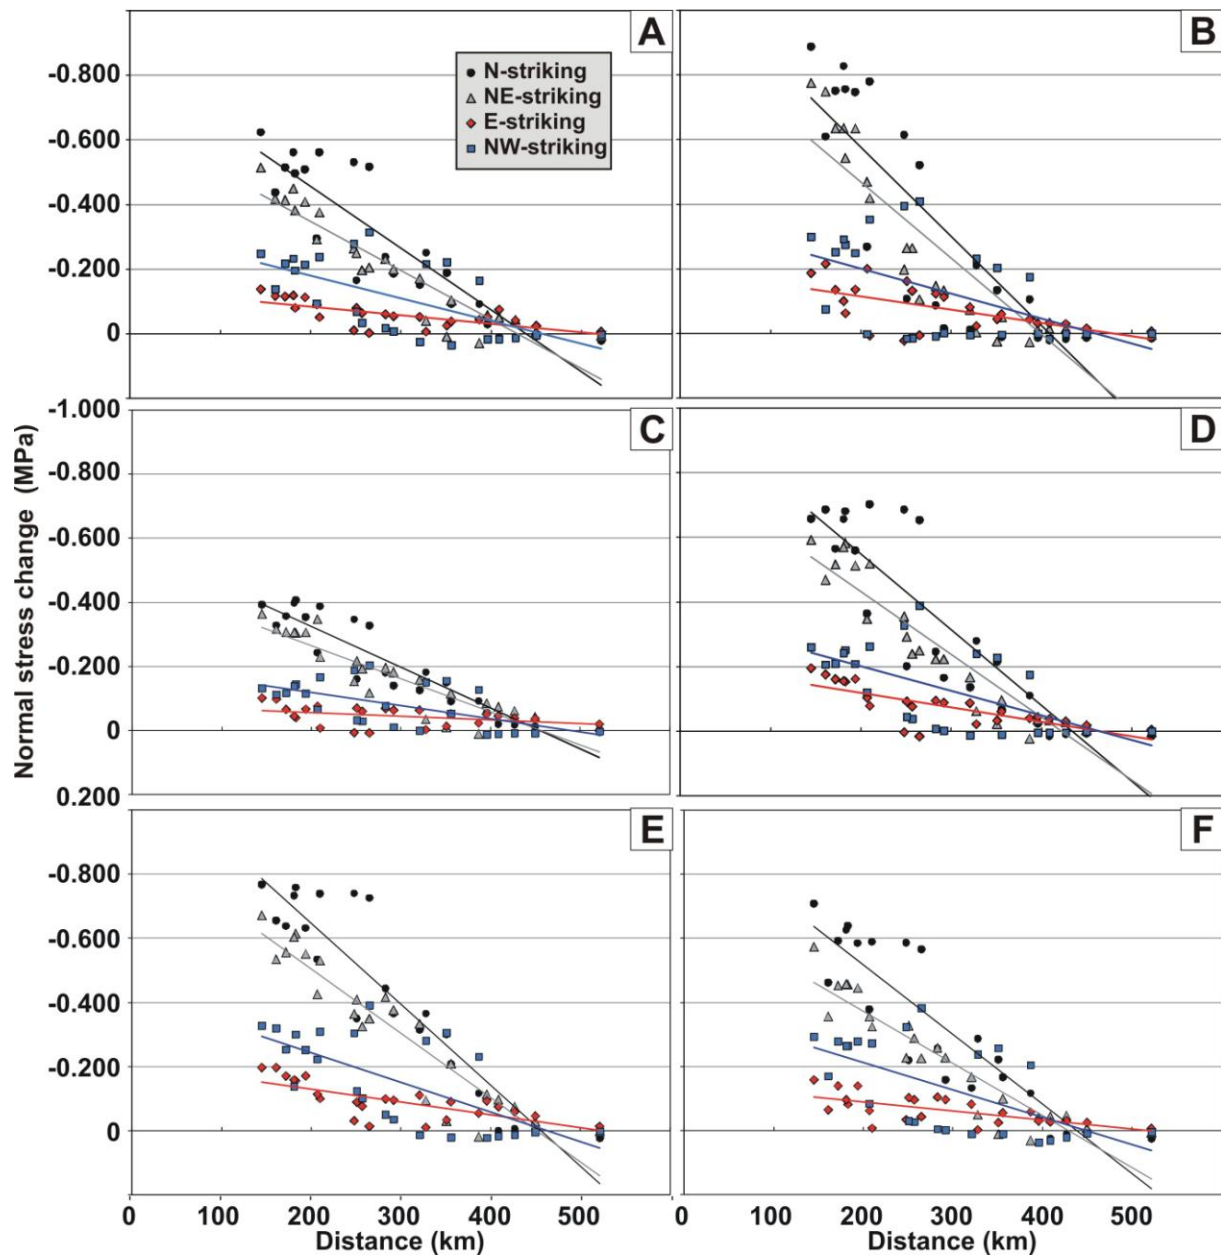 A
B
N-striking
NE-striking
E-striking
NW-striking
-0.800
-0.600
-0.400
-0.200
0
-1.000
C
D
-0.800
-0.600
-0.400
-0.200
0
0.200
Normal stress change (MPa)
E
F
-0.800
-0.600
-0.400
-0.200
0
0 100 200 300 400 500 0 100 200 300 400 500
Distance (km) Distance (km)